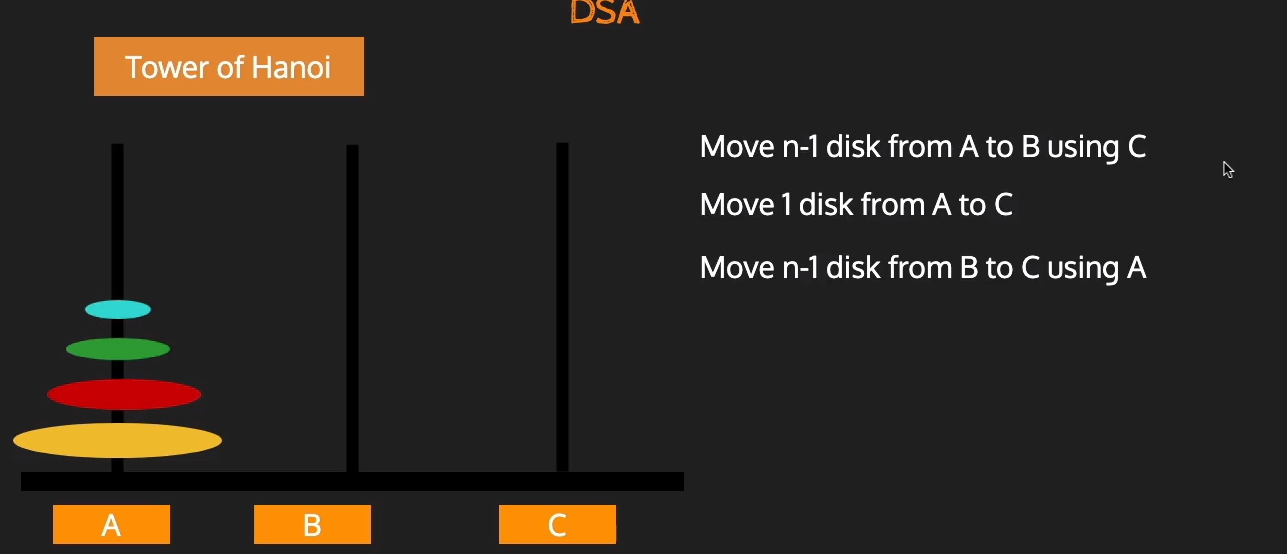 DSA
Tower of Hanoi
Move n-1 disk from A to B using C
Move 1 disk from A to C
Move n-1 disk from B to C using A
A
B
C